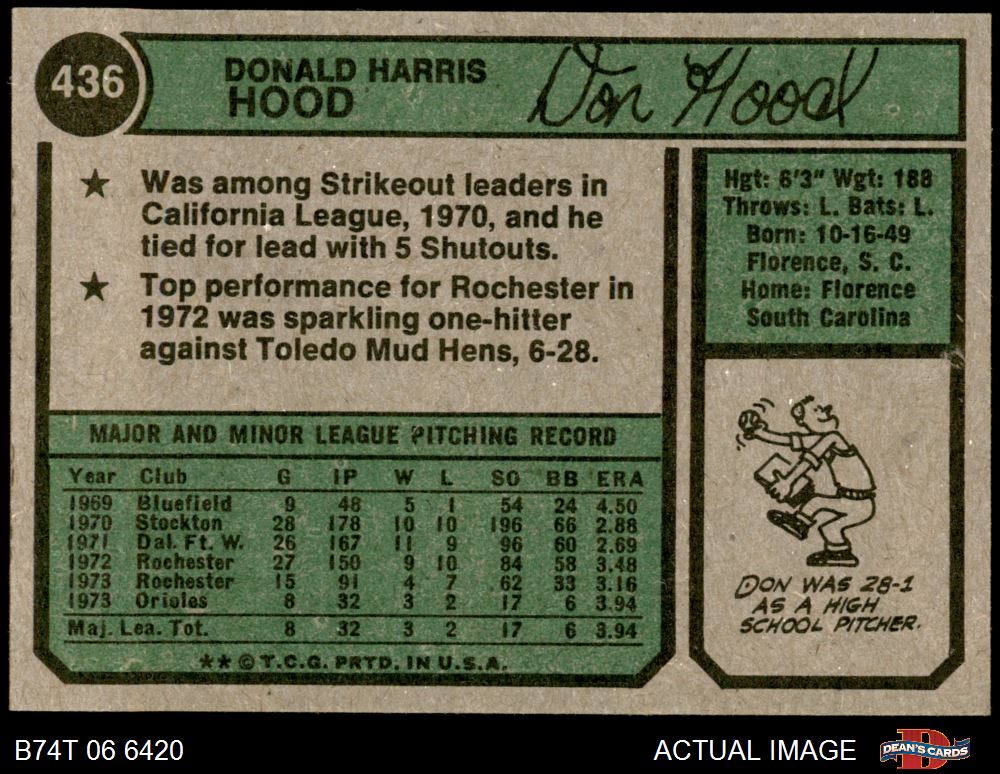 436
DONALD HARRIS
HOOD
Don Hood
★ Was among Strikeout leaders in
California League, 1970, and he
tied for lead with 5 Shutouts.
★ Top performance for Rochester in
1972 was sparkling one-hitter
against Toledo Mud Hens, 6-28.
Hgt: 6'3" Wgt: 188
Throws: L. Bats: L.
Born: 10-16-49
Florence, S. C.
Home: Florence
South Carolina
MAJOR AND MINOR LEAGUE PITCHING RECORD
Year Club G IP W L SO BB ERA
1969 Bluefield 9 48 5 1 54 24 4.50
1970 Stockton 28 178 10 10 196 66 2.88
1971 Dal. Ft. W. 26 167 11 9 96 60 2.69
1972 Rochester 27 150 9 10 84 58 3.48
1973 Rochester 15 91 4 7 62 33 3.16
1973 Orioles 8 32 3 2 17 6 3.94
Maj. Lea. Tot. 8 32 3 2 17 6 3.94
★★ © T.C.G. PRTD. IN U.S.A.
DON WAS 28-1
AS A HIGH
SCHOOL PITCHER.
B74T 06 6420
ACTUAL IMAGE
DEAN'S CARDS